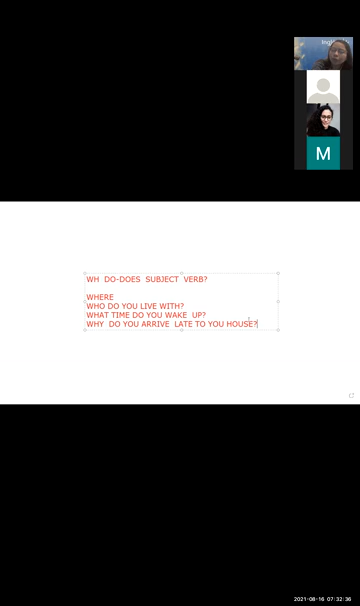 WH DO-DOES SUBJECT VERB?
WHERE
WHO DO YOU LIVE WITH?
WHAT TIME DO YOU WAKE UP?
WHY DO YOU ARRIVE LATE TO YOU HOUSE?
M
2021-06-16 07:32:36